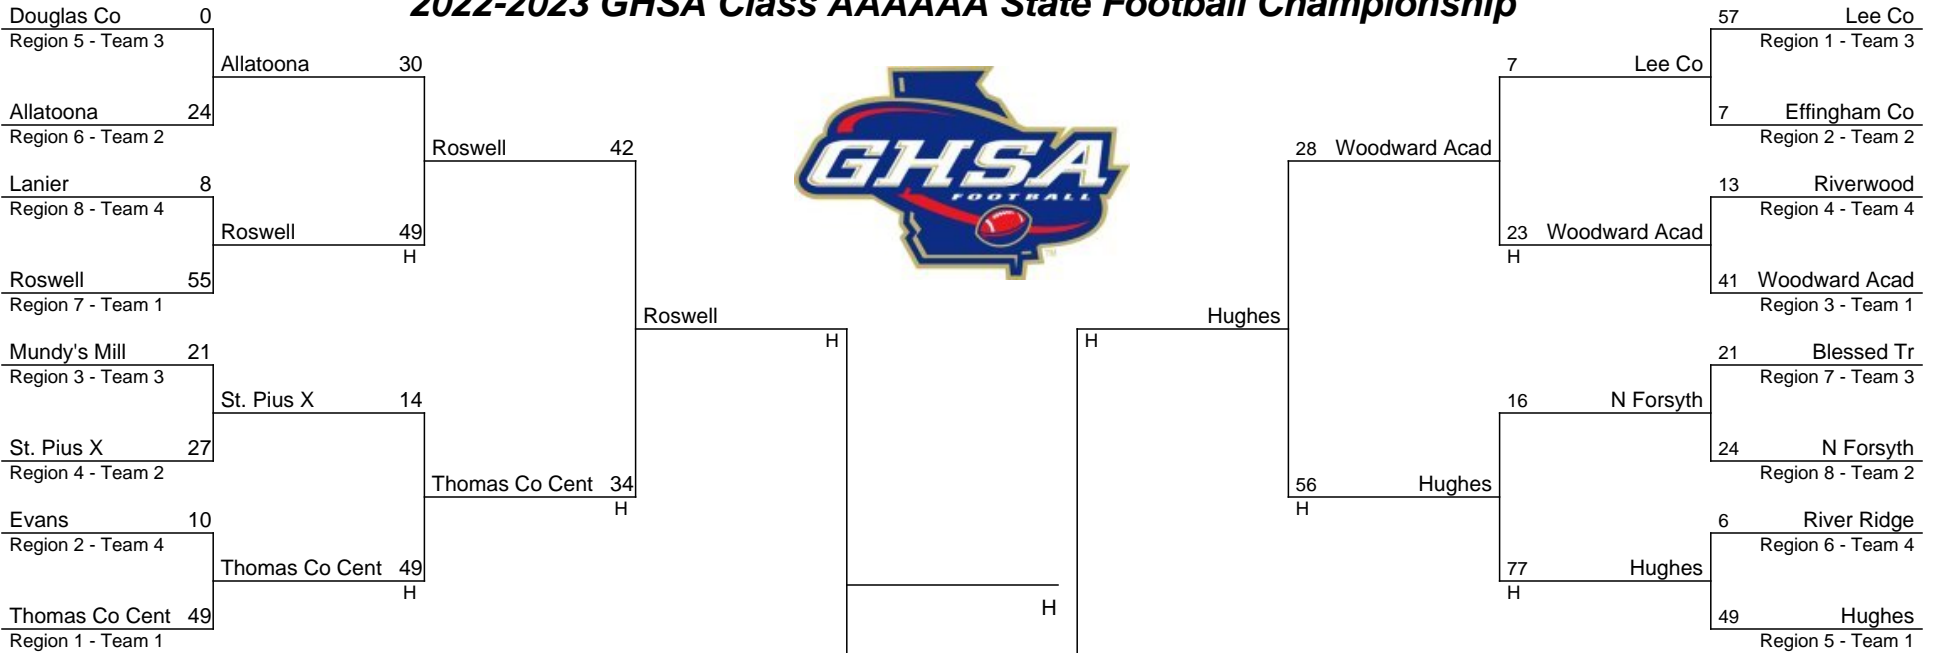 2022-2023 GHSA Class AAAAAA State Football Championship
Douglas Co 0
Region 5 - Team 3
Allatoona 30
Allatoona 24
Region 6 - Team 2
Roswell 42
Lanier 8
Region 8 - Team 4
Roswell 49
H
Roswell 55
Region 7 - Team 1
Roswell
H
Mundy's Mill 21
Region 3 - Team 3
St. Pius X 14
St. Pius X 27
Region 4 - Team 2
Thomas Co Cent 34
H
Evans 10
Region 2 - Team 4
Thomas Co Cent 49
H
Thomas Co Cent 49
Region 1 - Team 1
H
GHSA
FOOTBALL
TM
57 Lee Co
Region 1 - Team 3
7 Lee Co
7 Effingham Co
Region 2 - Team 2
28 Woodward Acad
13 Riverwood
Region 4 - Team 4
23 Woodward Acad
H
41 Woodward Acad
Region 3 - Team 1
Hughes
H
21 Blessed Tr
Region 7 - Team 3
16 N Forsyth
24 N Forsyth
Region 8 - Team 2
56 Hughes
H
6 River Ridge
Region 6 - Team 4
77 Hughes
H
49 Hughes
Region 5 - Team 1